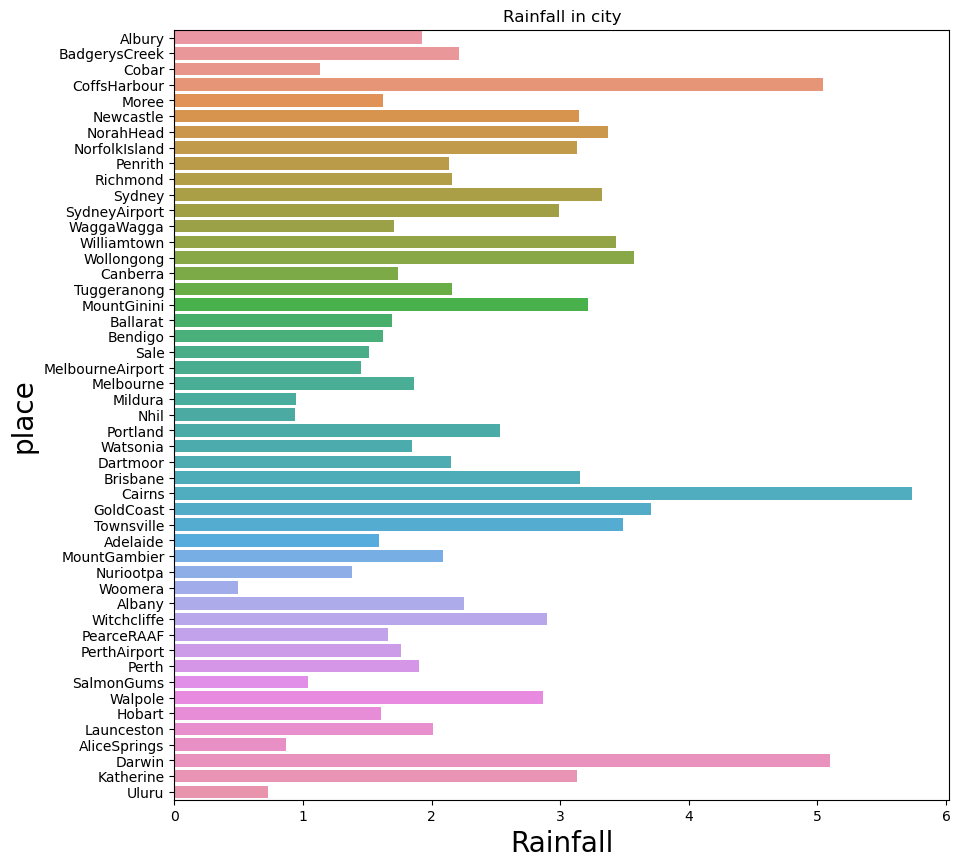 Rainfall in city
Albury
BadgerysCreek
Cobar
CoffsHarbour
Moree
Newcastle
NorahHead
NorfolkIsland
Penrith
Richmond
Sydney
SydneyAirport
WaggaWagga
Williamtown
Wollongong
Canberra
Tuggeranong
MountGinini
Ballarat
Bendigo
Sale
MelbourneAirport
Melbourne
Mildura
Nhil
Portland
Watsonia
Dartmoor
Brisbane
Cairns
GoldCoast
Townsville
Adelaide
MountGambier
Nuriootpa
Woomera
Albany
Witchcliffe
PearceRAAF
PerthAirport
Perth
SalmonGums
Walpole
Hobart
Launceston
AliceSprings
Darwin
Katherine
Uluru
place
0 1 2 3 4 5 6
Rainfall